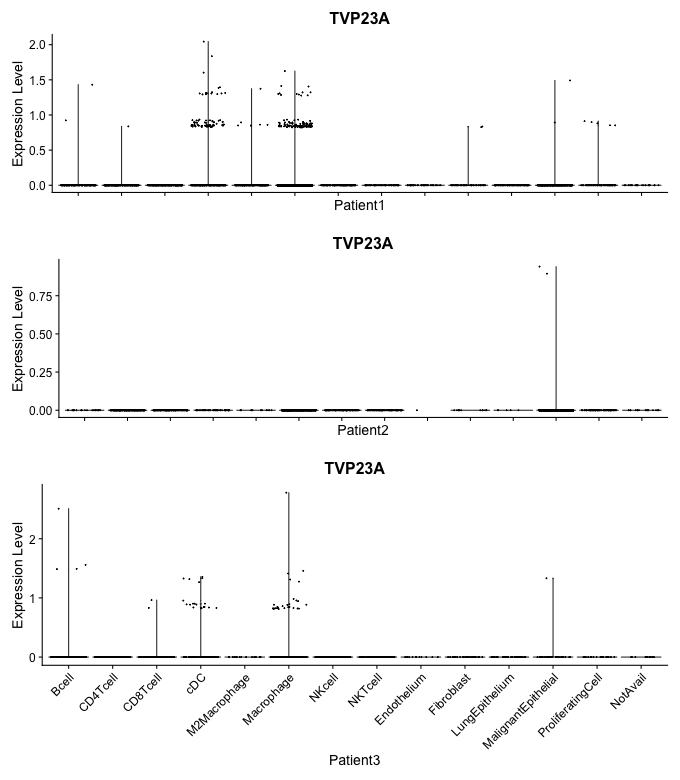 TVP23A
Expression Level
2.0
1.5
1.0
0.5
0.0
Patient1
TVP23A
Expression Level
0.75
0.50
0.25
0.00
Patient2
TVP23A
Expression Level
2
1
0
Bcell
CD4Tcell
CD8Tcell
cDC
M2Macrophage
Macrophage
NKcell
NKTcell
Endothelium
Fibroblast
LungEpithelium
MalignantEpithelial
ProliferatingCell
NotAvail
Patient3